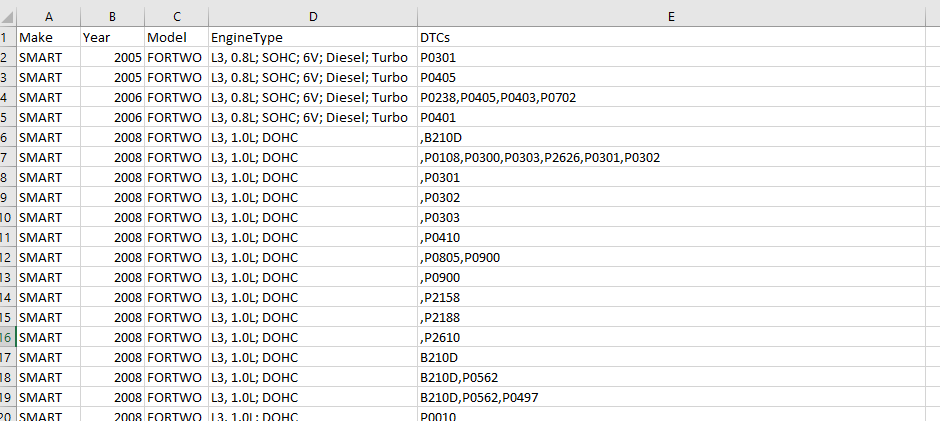 A B C D E
1 Make Year Model EngineType DTCs
2 SMART 2005 FORTWO L3, 0.8L; SOHC; 6V; Diesel; Turbo P0301
3 SMART 2005 FORTWO L3, 0.8L; SOHC; 6V; Diesel; Turbo P0405
4 SMART 2006 FORTWO L3, 0.8L; SOHC; 6V; Diesel; Turbo P0238,P0405,P0403,P0702
5 SMART 2006 FORTWO L3, 0.8L; SOHC; 6V; Diesel; Turbo P0401
6 SMART 2008 FORTWO L3, 1.0L; DOHC ,B210D
7 SMART 2008 FORTWO L3, 1.0L; DOHC ,P0108,P0300,P0303,P2626,P0301,P0302
8 SMART 2008 FORTWO L3, 1.0L; DOHC ,P0301
9 SMART 2008 FORTWO L3, 1.0L; DOHC ,P0302
10 SMART 2008 FORTWO L3, 1.0L; DOHC ,P0303
11 SMART 2008 FORTWO L3, 1.0L; DOHC ,P0410
12 SMART 2008 FORTWO L3, 1.0L; DOHC ,P0805,P0900
13 SMART 2008 FORTWO L3, 1.0L; DOHC ,P0900
14 SMART 2008 FORTWO L3, 1.0L; DOHC ,P2158
15 SMART 2008 FORTWO L3, 1.0L; DOHC ,P2188
16 SMART 2008 FORTWO L3, 1.0L; DOHC ,P2610
17 SMART 2008 FORTWO L3, 1.0L; DOHC B210D
18 SMART 2008 FORTWO L3, 1.0L; DOHC B210D,P0562
19 SMART 2008 FORTWO L3, 1.0L; DOHC B210D,P0562,P0497
20 SMART 2008 FORTWO L3, 1.0L; DOHC P0010